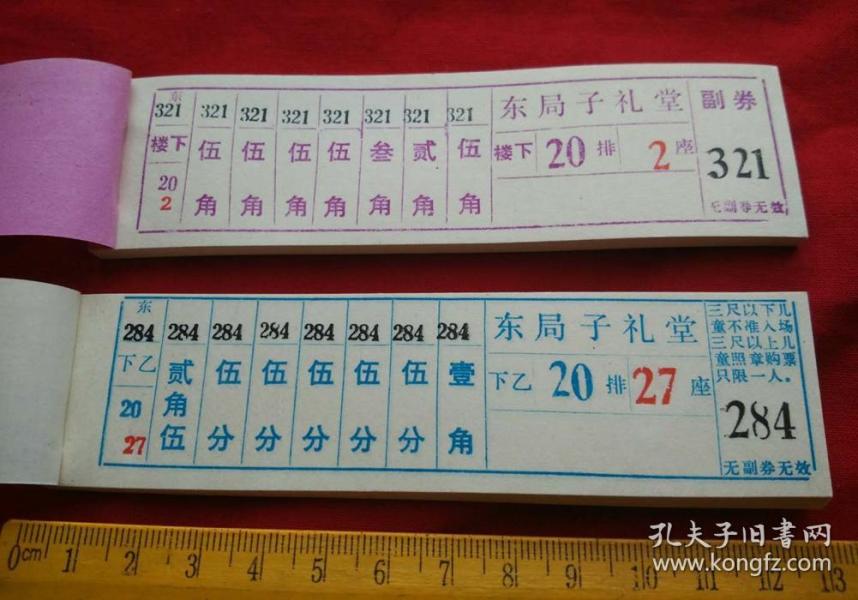 东
321 321 321 321 321 321 321 321
楼下 伍角 伍角 伍角 伍角 叁角 贰角 伍角
20
2
东局子礼堂
楼下 20 排 2 座
副券
321
无副券无效
东
284 284 284 284 284 284 284 284
下乙 贰角伍 伍分 伍分 伍分 伍分 伍分 壹角
20
27
东局子礼堂
下乙 20 排 27 座
三尺以下儿
童不准入场
三尺以上儿
童照章购票
只限一人。
284
无副券无效
孔夫子旧書网
www.kongfz.com
0cm 1 2 3 4 5 6 7 8 9 10 11 12 13